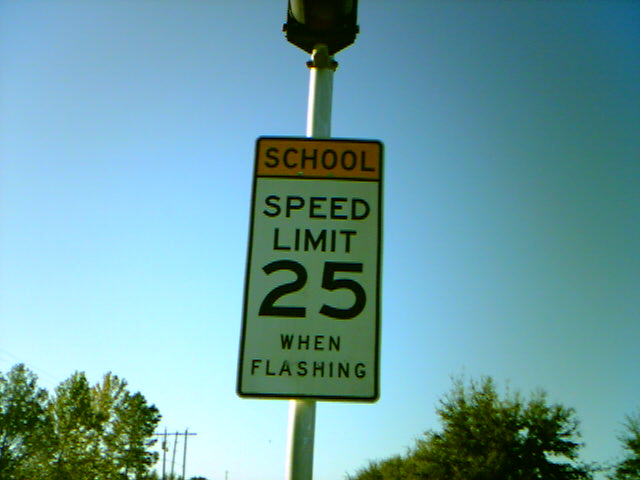 SCHOOL
SPEED
LIMIT
25
WHEN
FLASHING